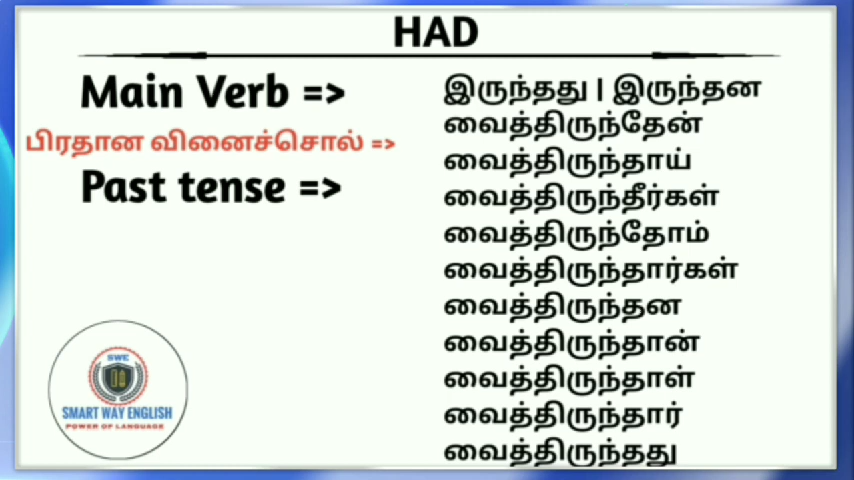 HAD
Main Verb =>
பிரதான வினைச்சொல் =>
Past tense =>
இருந்தது | இருந்தன
வைத்திருந்தேன்
வைத்திருந்தாய்
வைத்திருந்தீர்கள்
வைத்திருந்தோம்
வைத்திருந்தார்கள்
வைத்திருந்தன
வைத்திருந்தான்
வைத்திருந்தாள்
வைத்திருந்தார்
வைத்திருந்தது
SWE
SMART WAY ENGLISH
POWER OF LANGUAGE